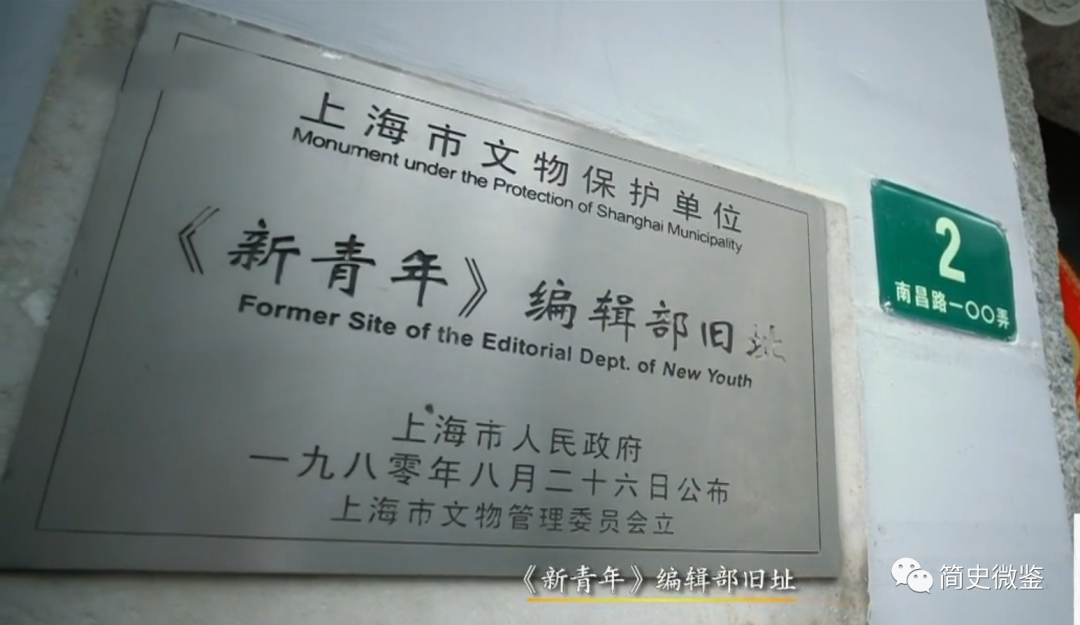 上海市文物保护单位
Monument under the Protection of Shanghai Municipality
《新青年》编辑部旧址
Former Site of the Editorial Dept. of New Youth
上海市人民政府
一九八零年八月二十六日公布
上海市文物管理委员会立
2
南昌路一〇〇弄
《新青年》编辑部旧址
简史微鉴